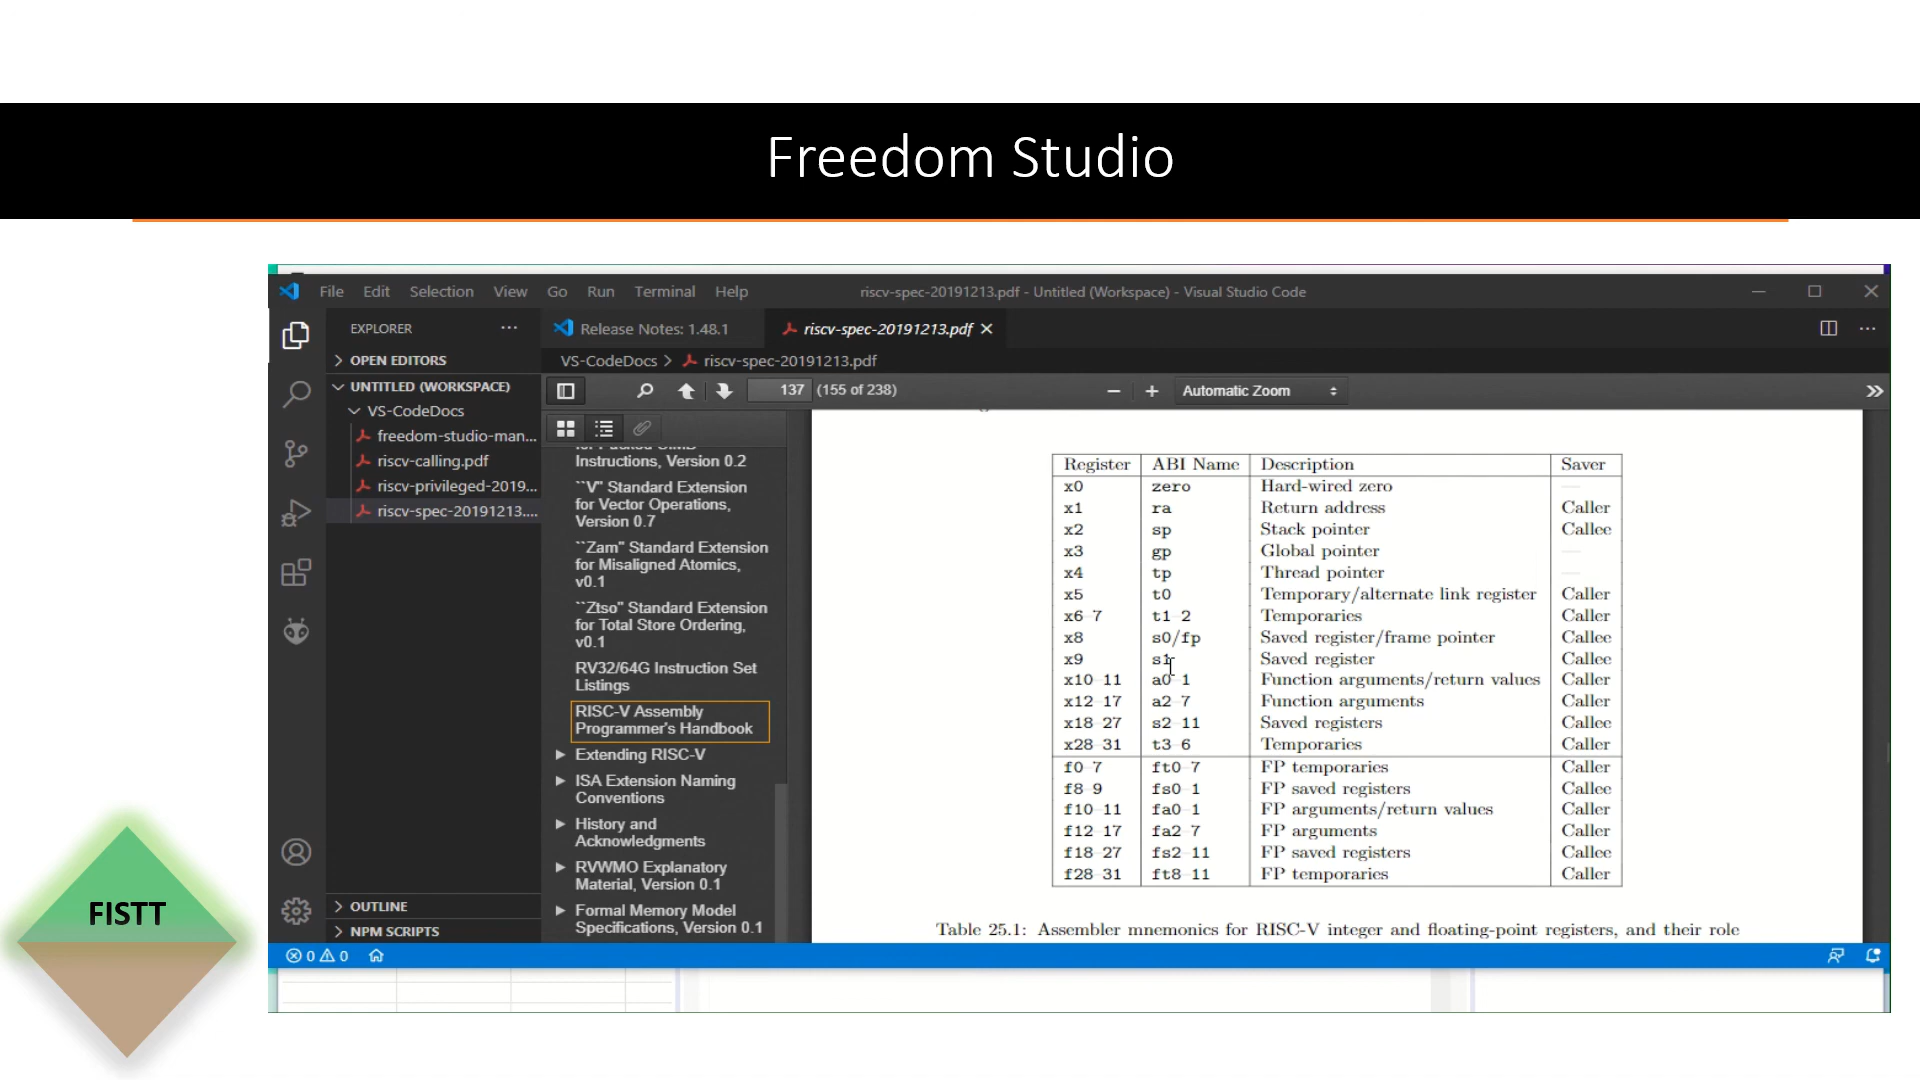 Freedom Studio
File Edit Selection View Go Run Terminal Help
riscv-spec-20191213.pdf - Untitled (Workspace) - Visual Studio Code
EXPLORER
Release Notes: 1.48.1
riscv-spec-20191213.pdf
OPEN EDITORS
VS-CodeDocs > riscv-spec-20191213.pdf
UNTITLED (WORKSPACE)
VS-CodeDocs
freedom-studio-man...
riscv-calling.pdf
riscv-privileged-2019...
riscv-spec-20191213....
OUTLINE
NPM SCRIPTS
137 (155 of 238)
Automatic Zoom
Instructions, Version 0.2
``V" Standard Extension
for Vector Operations,
Version 0.7
``Zam" Standard Extension
for Misaligned Atomics,
v0.1
``Ztso" Standard Extension
for Total Store Ordering,
v0.1
RV32/64G Instruction Set
Listings
RISC-V Assembly
Programmer's Handbook
Extending RISC-V
ISA Extension Naming
Conventions
History and
Acknowledgments
RVWMO Explanatory
Material, Version 0.1
Formal Memory Model
Specifications, Version 0.1
Register ABI Name Description Saver
x0 zero Hard-wired zero —
x1 ra Return address Caller
x2 sp Stack pointer Callee
x3 gp Global pointer —
x4 tp Thread pointer —
x5 t0 Temporary/alternate link register Caller
x6–7 t1–2 Temporaries Caller
x8 s0/fp Saved register/frame pointer Callee
x9 s1 Saved register Callee
x10–11 a0–1 Function arguments/return values Caller
x12–17 a2–7 Function arguments Caller
x18–27 s2–11 Saved registers Callee
x28–31 t3–6 Temporaries Caller
f0–7 ft0–7 FP temporaries Caller
f8–9 fs0–1 FP saved registers Callee
f10–11 fa0–1 FP arguments/return values Caller
f12–17 fa2–7 FP arguments Caller
f18–27 fs2–11 FP saved registers Callee
f28–31 ft8–11 FP temporaries Caller
Table 25.1: Assembler mnemonics for RISC-V integer and floating-point registers, and their role
0 0
FISTT